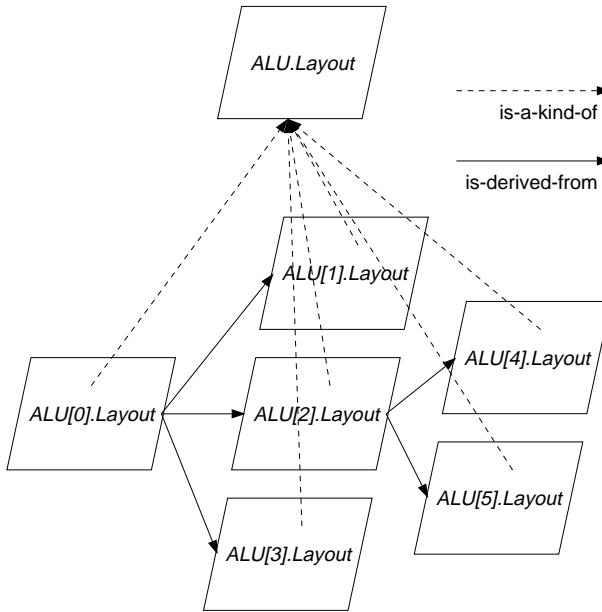 ALU.Layout
is-a-kind-of
is-derived-from
ALU[1].Layout
ALU[4].Layout
ALU[0].Layout
ALU[2].Layout
ALU[5].Layout
ALU[3].Layout